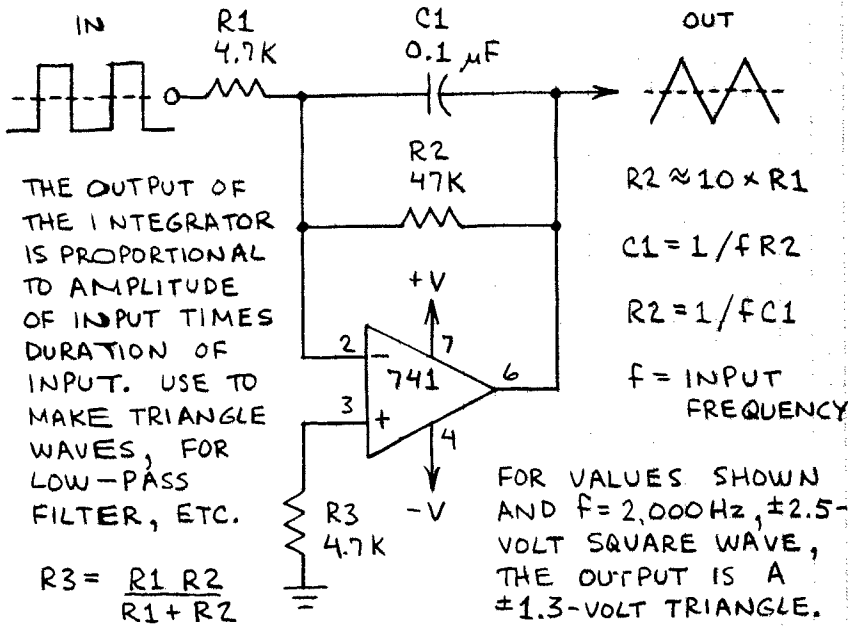 IN
R1
4.7K
C1
0.1 µF
OUT
THE OUTPUT OF
THE INTEGRATOR
IS PROPORTIONAL
TO AMPLITUDE
OF INPUT TIMES
DURATION OF
INPUT. USE TO
MAKE TRIANGLE
WAVES, FOR
LOW-PASS
FILTER, ETC.
R3 = R1 R2
R1 + R2
R2
47K
+V
2
−
7
741
6
3
+
4
-V
R3
4.7K
R2 ≈ 10 × R1
C1 = 1/fR2
R2 = 1/fC1
f = INPUT
FREQUENCY
FOR VALUES SHOWN
AND f = 2,000 Hz, ±2.5-
VOLT SQUARE WAVE,
THE OUTPUT IS A
±1.3-VOLT TRIANGLE.